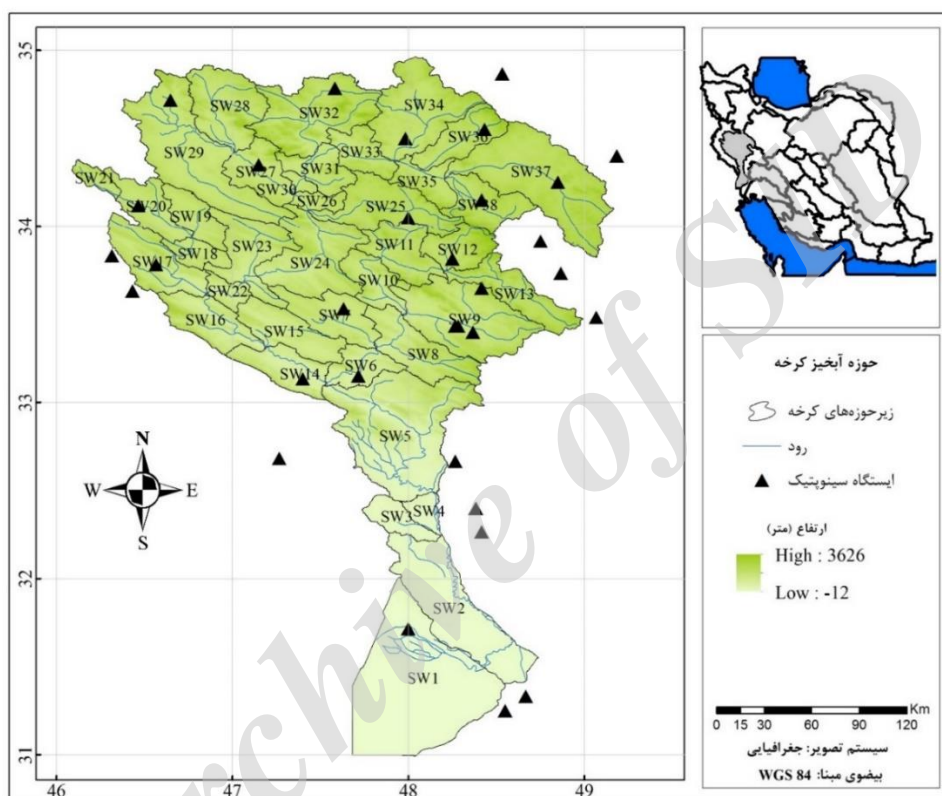 35
34
33
32
31
46
47
48
49
SW28
SW32
SW34
SW29
SW33
SW36
SW27
SW31
SW37
SW30
SW35
SW21
SW26
SW38
SW20
SW25
SW19
SW23
SW11
SW12
SW18
SW17
SW24
SW10
SW13
SW22
SW16
SW7
SW9
SW15
SW8
SW14
SW6
SW5
SW3
SW4
SW2
SW1
N
W
E
S
حوزه آبخیز کرخه
زیرحوزه‌های کرخه
رود
ایستگاه سینوپتیک
ارتفاع (متر)
High : 3626
Low : -12
Km
0 15 30 60 90 120
سیستم تصویر: جغرافیایی
بیضوی مبنا: WGS 84
Archive of SID